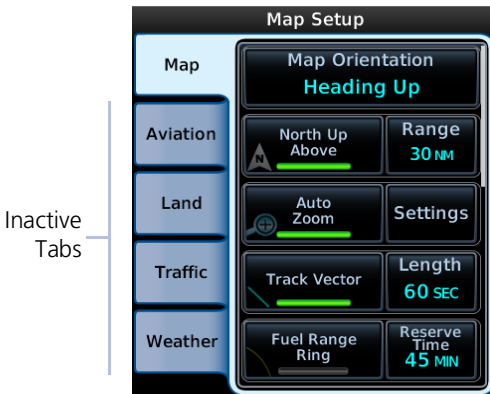 Map Setup
Map
Map Orientation
Heading Up
Aviation
North Up
Above
N
Range
30 NM
Inactive
Tabs
Land
Auto
Zoom
Settings
Traffic
Track Vector
Length
60 SEC
Weather
Fuel Range
Ring
Reserve
Time
45 MIN